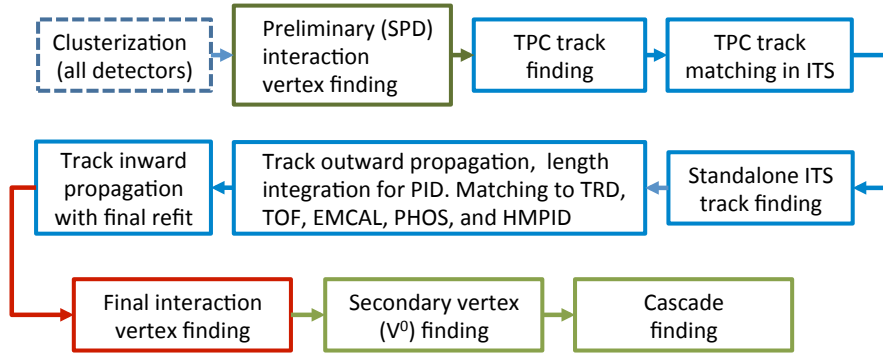 Clusterization
(all detectors)
Preliminary (SPD)
interaction
vertex finding
TPC track
finding
TPC track
matching in ITS
Track inward
propagation
with final refit
Track outward propagation, length
integration for PID. Matching to TRD,
TOF, EMCAL, PHOS, and HMPID
Standalone ITS
track finding
Final interaction
vertex finding
Secondary vertex
(V⁰) finding
Cascade
finding